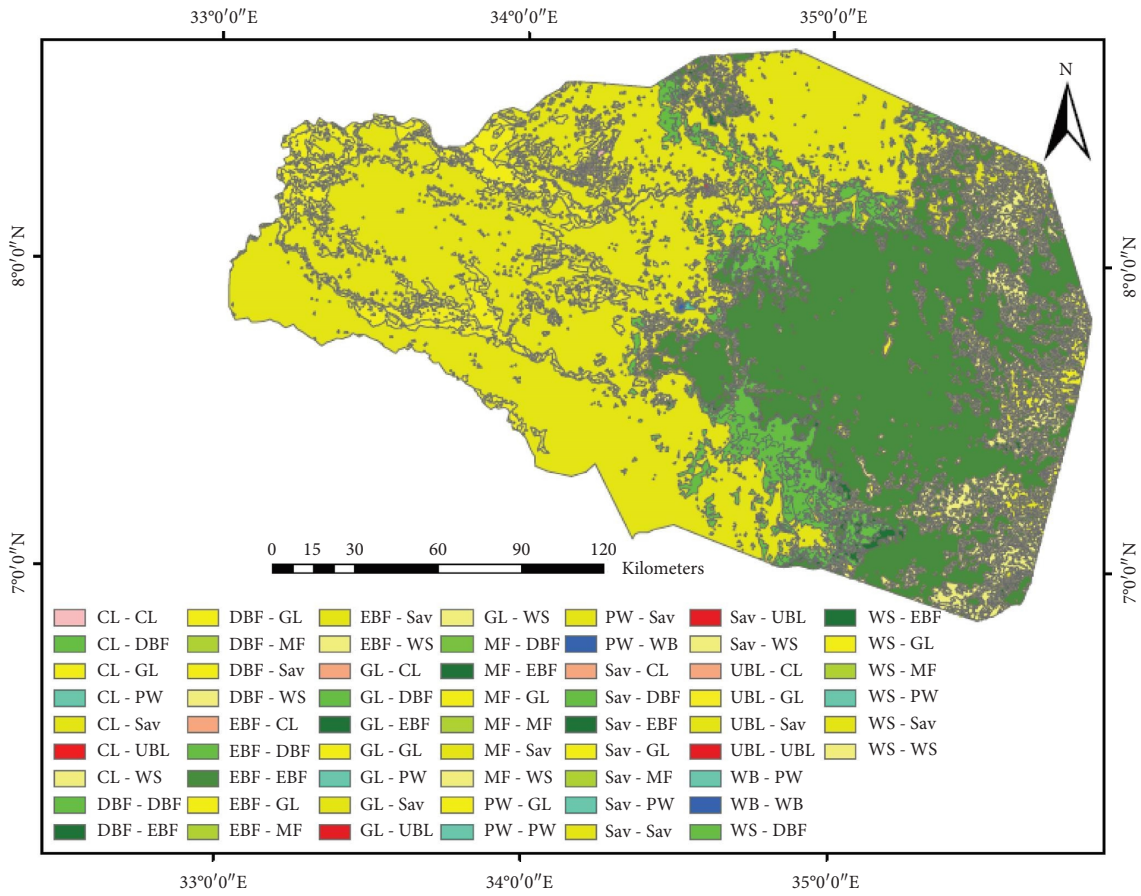 33°0′0″E 34°0′0″E 35°0′0″E
N
8°0′0″N 8°0′0″N
7°0′0″N 7°0′0″N
0 15 30 60 90 120
Kilometers
CL - CL DBF - GL EBF - Sav GL - WS PW - Sav Sav - UBL WS - EBF
CL - DBF DBF - MF EBF - WS MF - DBF PW - WB Sav - WS WS - GL
CL - GL DBF - Sav GL - CL MF - EBF Sav - CL UBL - CL WS - MF
CL - PW DBF - WS GL - DBF MF - GL Sav - DBF UBL - GL WS - PW
CL - Sav EBF - CL GL - EBF MF - MF Sav - EBF UBL - Sav WS - Sav
CL - UBL EBF - DBF GL - GL MF - Sav Sav - GL UBL - UBL WS - WS
CL - WS EBF - EBF GL - PW MF - WS Sav - MF WB - PW
DBF - DBF EBF - GL GL - Sav PW - GL Sav - PW WB - WB
DBF - EBF EBF - MF GL - UBL PW - PW Sav - Sav WS - DBF
33°0′0″E 34°0′0″E 35°0′0″E